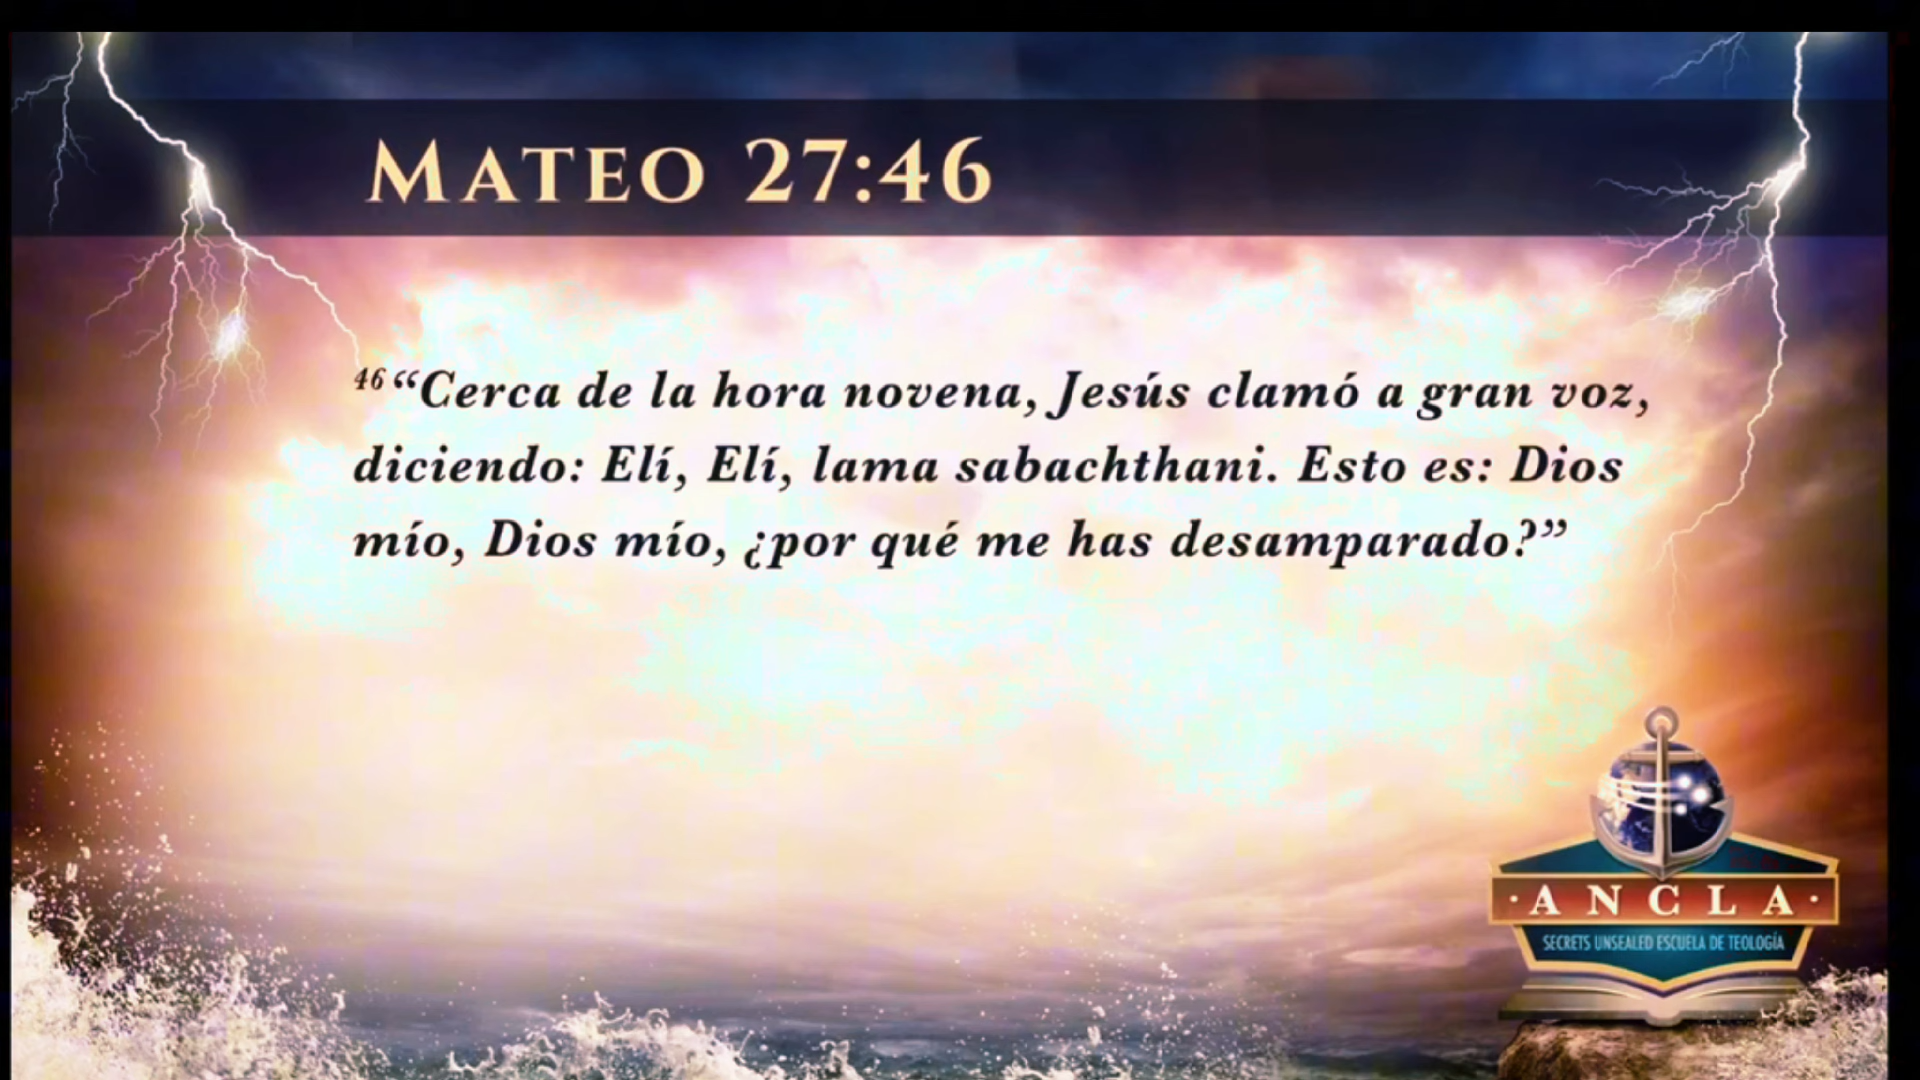 MATEO 27:46
46 “Cerca de la hora novena, Jesús clamó a gran voz,
diciendo: Elí, Elí, lama sabachthani. Esto es: Dios
mío, Dios mío, ¿por qué me has desamparado?”
·ANCLA·
SECRETS UNSEALED ESCUELA DE TEOLOGÍA